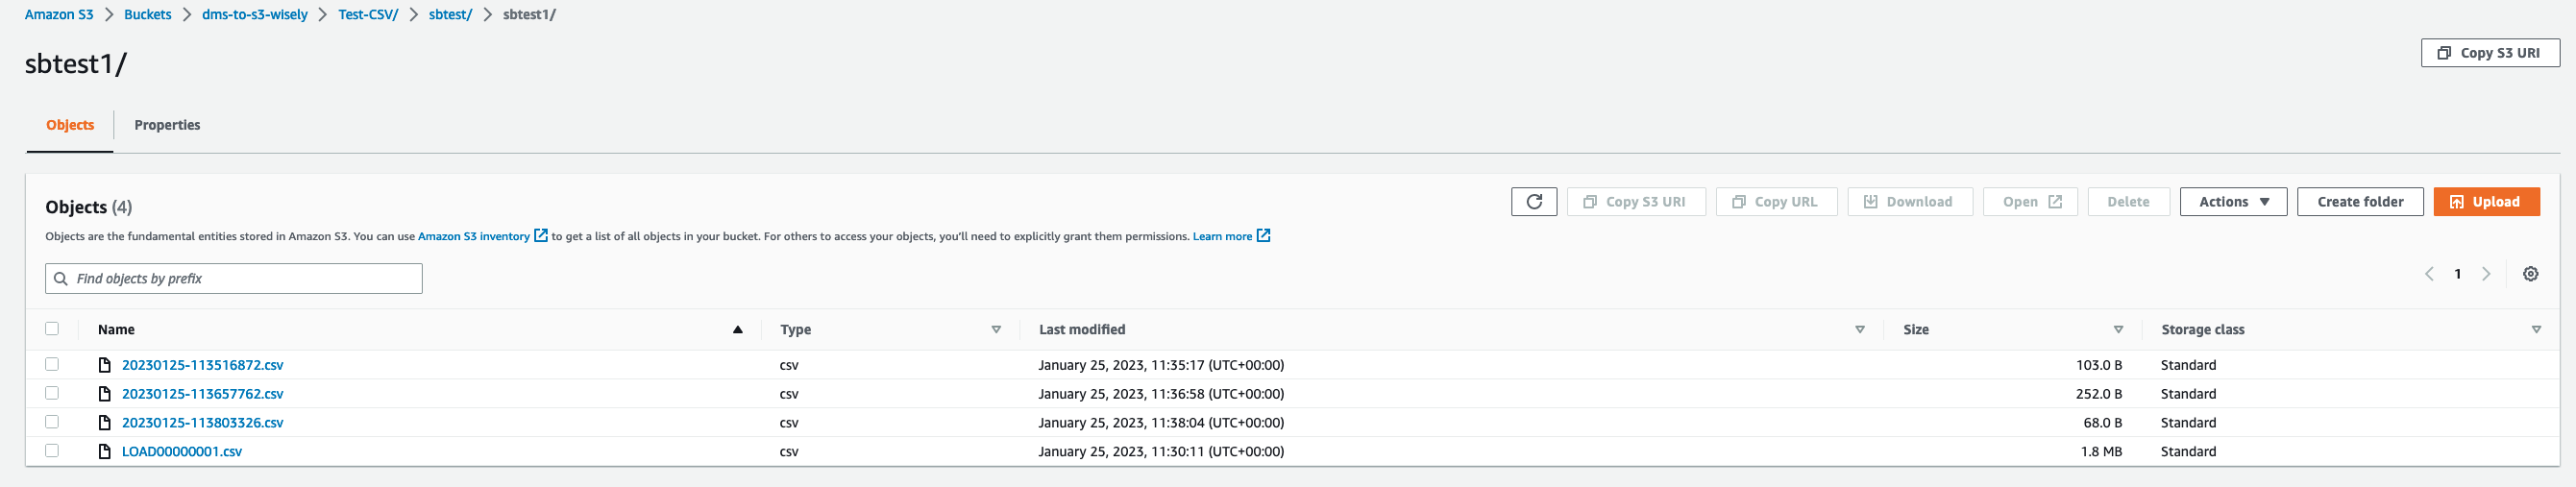 Amazon S3 > Buckets > dms-to-s3-wisely > Test-CSV/ > sbtest/ > sbtest1/
sbtest1/
Copy S3 URI
Objects Properties
Objects (4)
Copy S3 URI Copy URL Download Open Delete Actions Create folder Upload
Objects are the fundamental entities stored in Amazon S3. You can use Amazon S3 inventory to get a list of all objects in your bucket. For others to access your objects, you'll need to explicitly grant them permissions. Learn more
Find objects by prefix
1
Name Type Last modified Size Storage class
20230125-113516872.csv csv January 25, 2023, 11:35:17 (UTC+00:00) 103.0 B Standard
20230125-113657762.csv csv January 25, 2023, 11:36:58 (UTC+00:00) 252.0 B Standard
20230125-113803326.csv csv January 25, 2023, 11:38:04 (UTC+00:00) 68.0 B Standard
LOAD00000001.csv csv January 25, 2023, 11:30:11 (UTC+00:00) 1.8 MB Standard